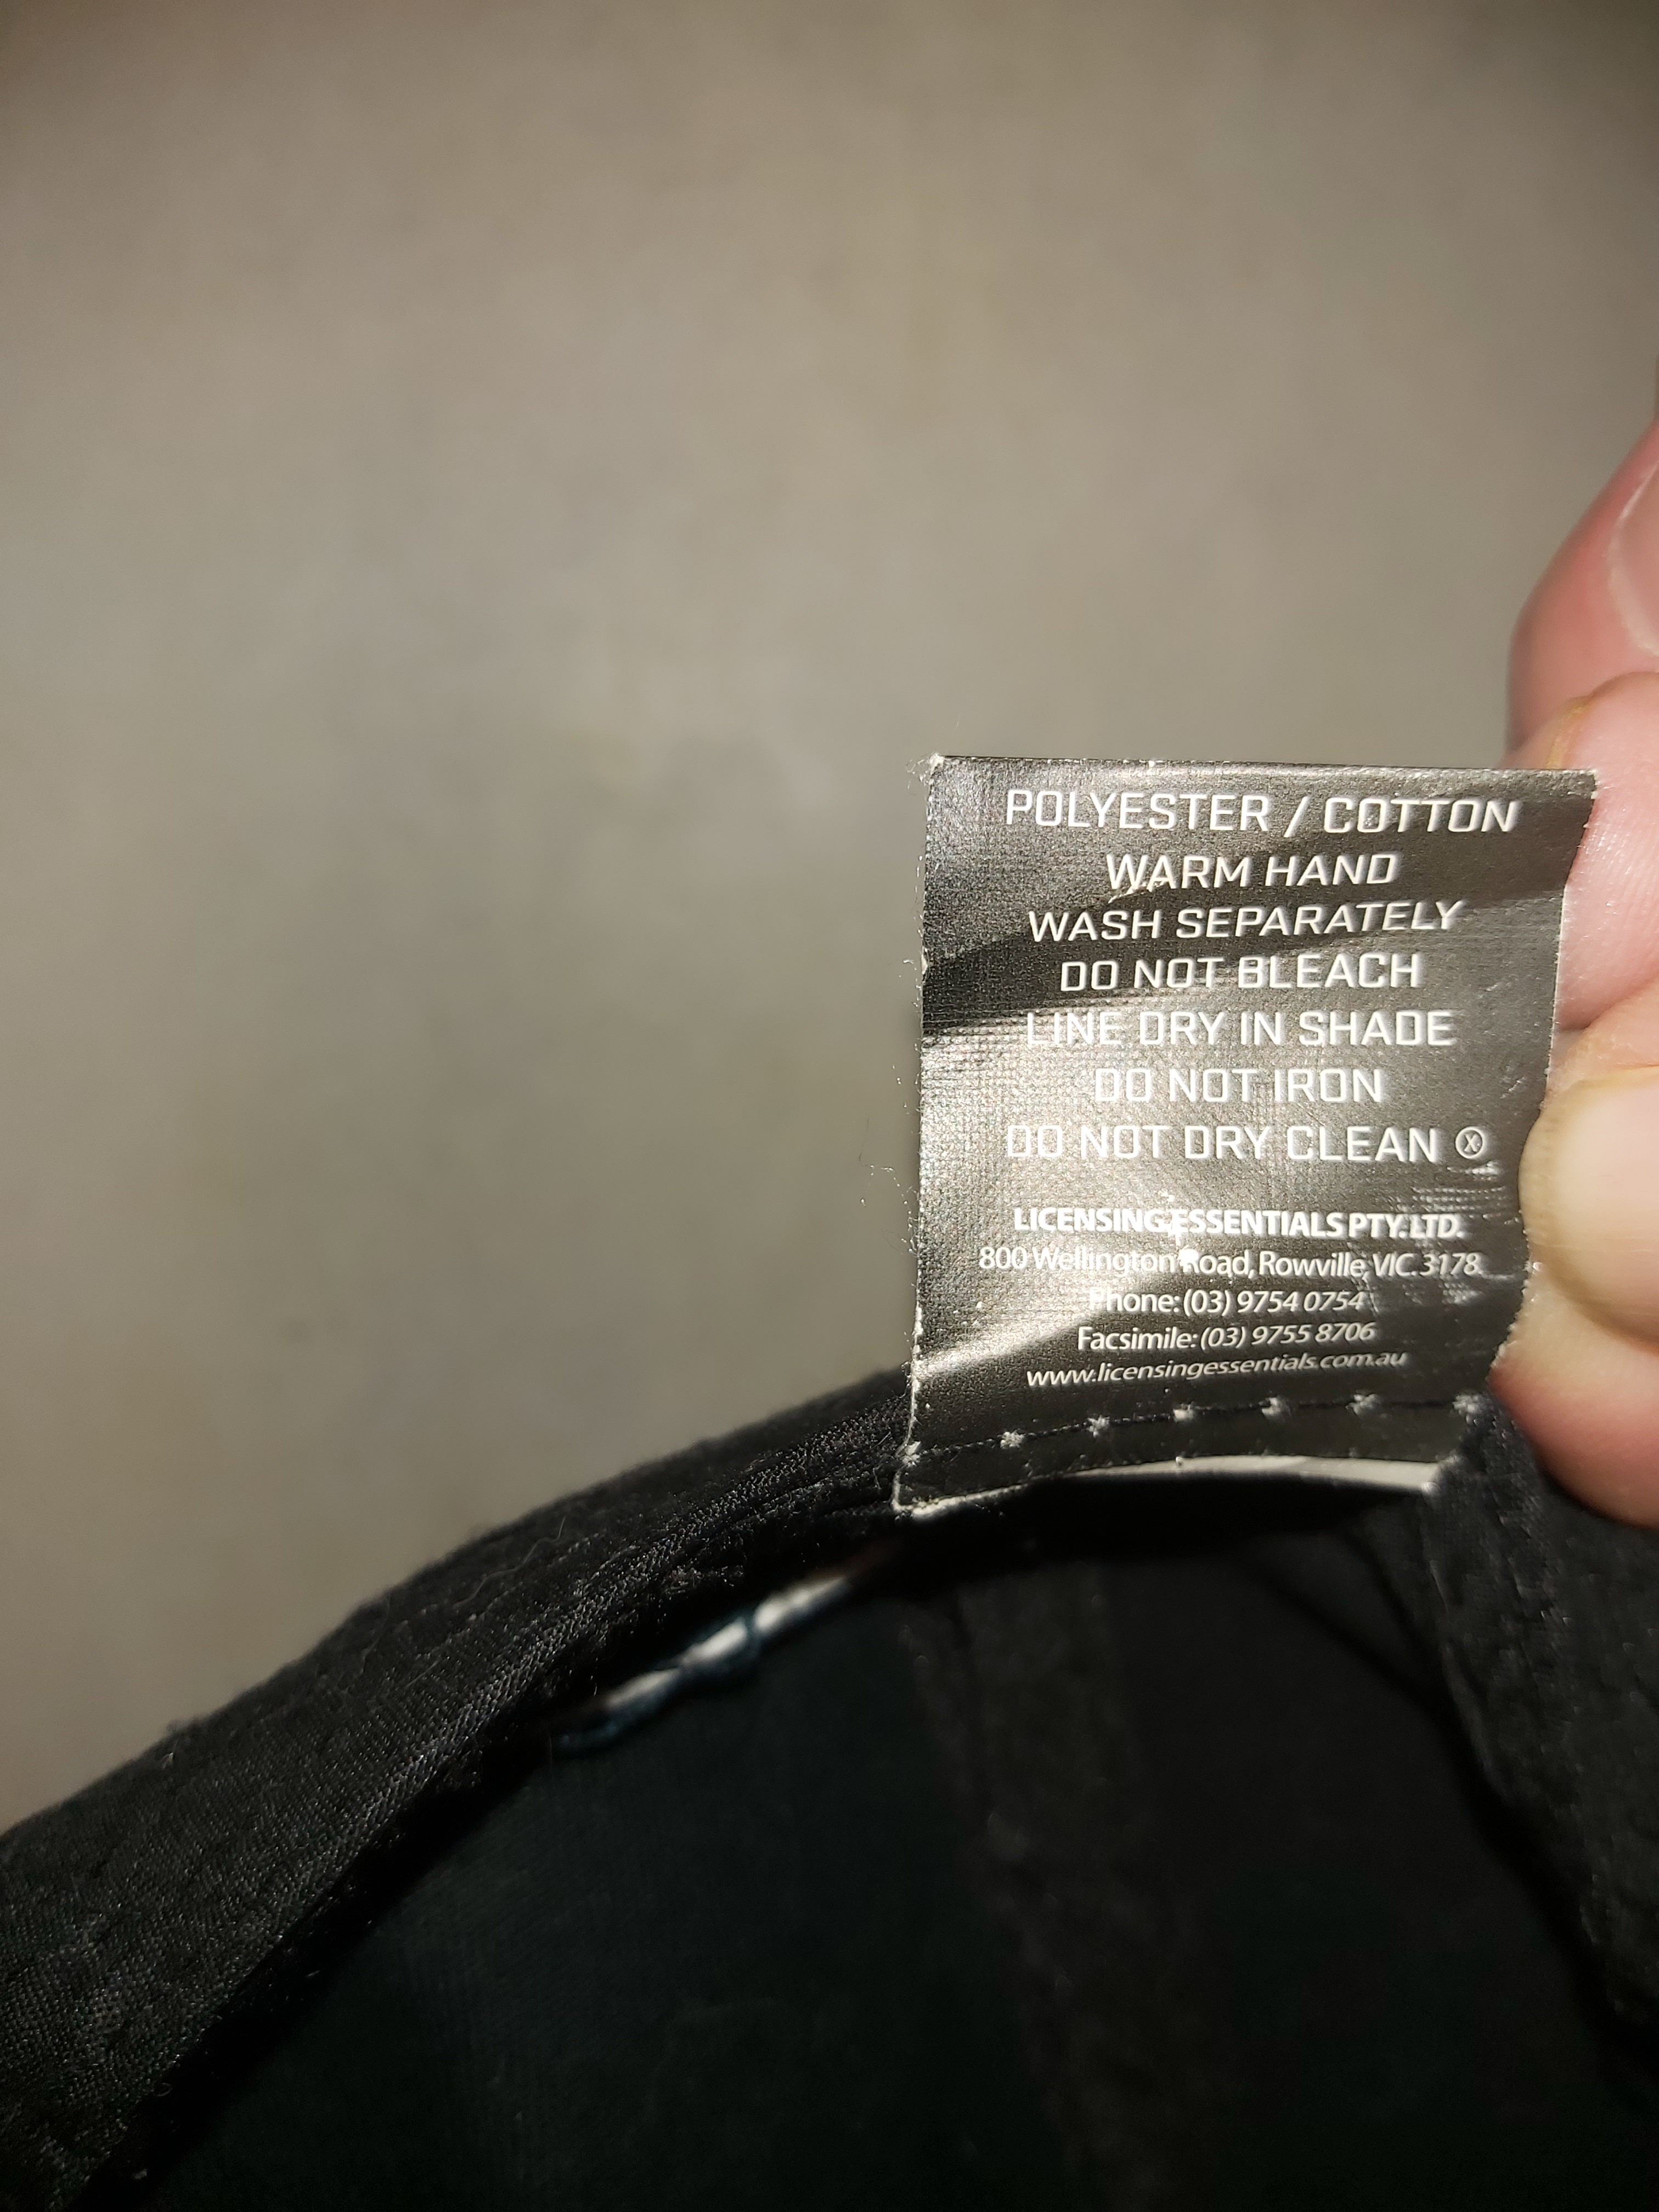 POLYESTER / COTTON
WARM HAND
WASH SEPARATELY
DO NOT BLEACH
LINE DRY IN SHADE
DO NOT IRON
DO NOT DRY CLEAN Ⓧ
LICENSING ESSENTIALS PTY. LTD.
800 Wellington Road, Rowville, VIC. 3178
Phone: (03) 9754 0754
Facsimile: (03) 9755 8706
www.licensingessentials.com.au